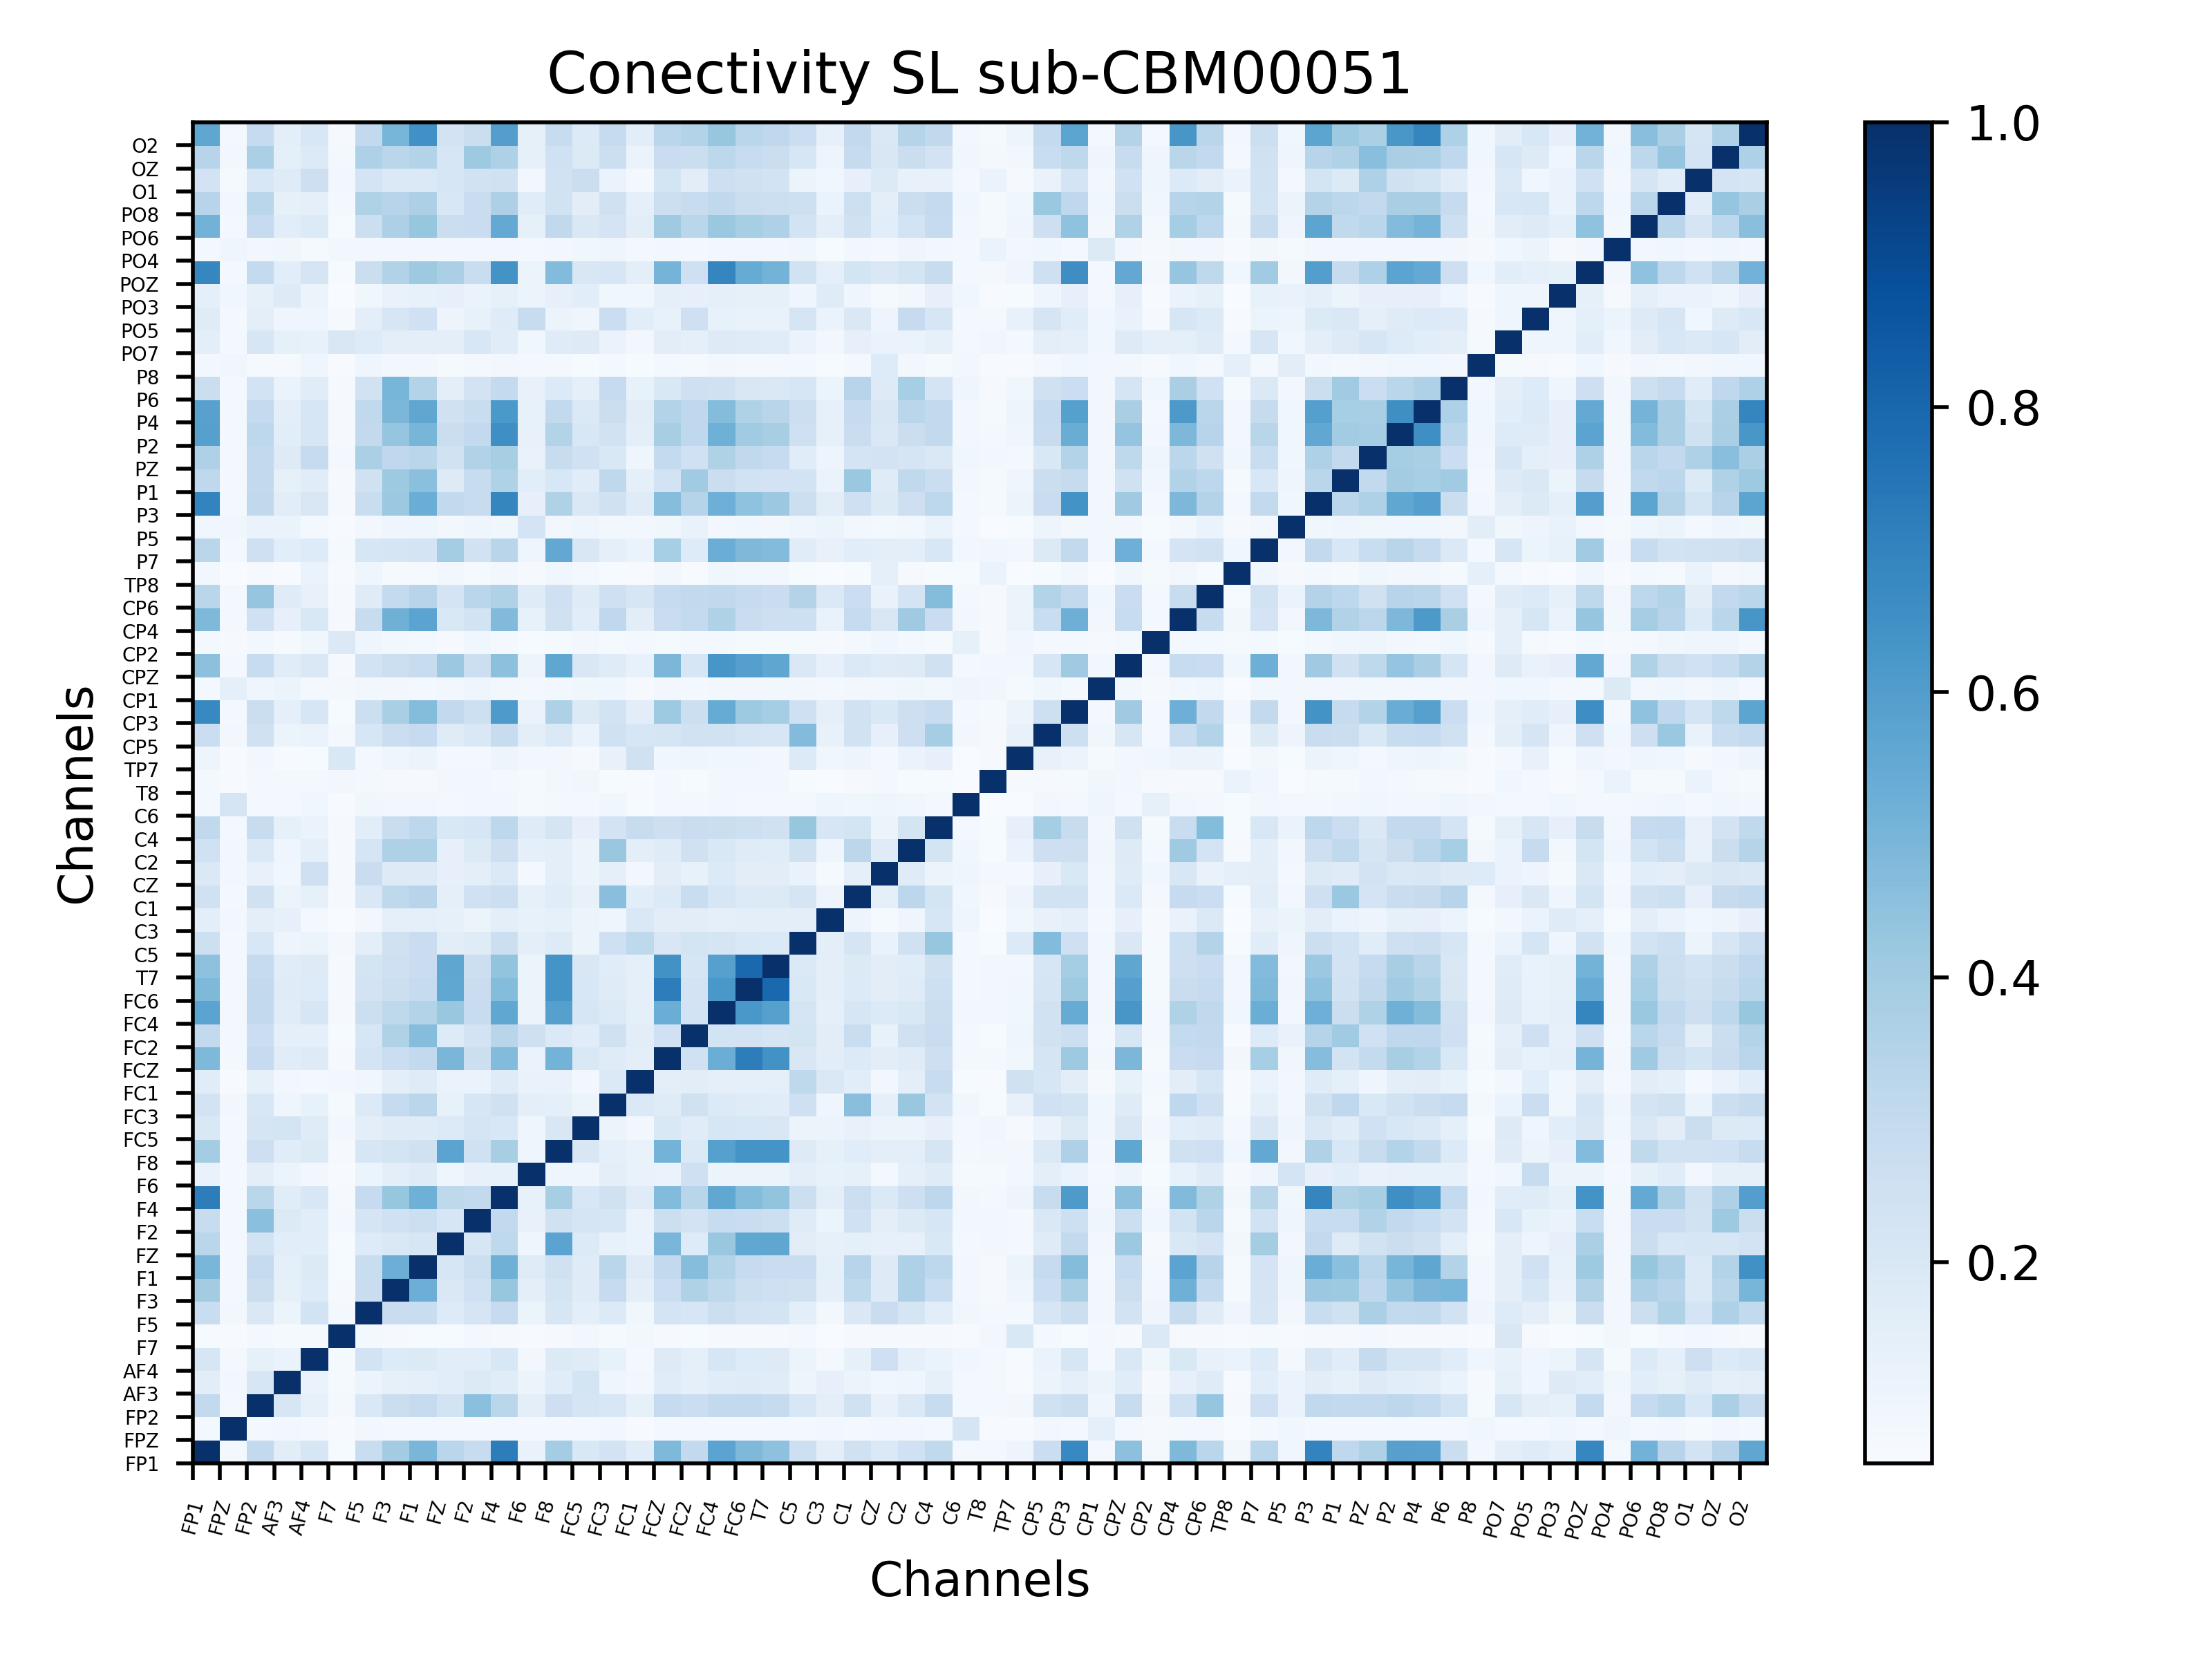 Conectivity SL sub-CBM00051
Channels
O2
OZ
O1
PO8
PO6
PO4
POZ
PO3
PO5
PO7
P8
P6
P4
P2
PZ
P1
P3
P5
P7
TP8
CP6
CP4
CP2
CPZ
CP1
CP3
CP5
TP7
T8
C6
C4
C2
CZ
C1
C3
C5
T7
FC6
FC4
FC2
FCZ
FC1
FC3
FC5
F8
F6
F4
F2
FZ
F1
F3
F5
F7
AF4
AF3
FP2
FPZ
FP1
FP1 FPZ FP2 AF3 AF4 F7 F5 F3 F1 FZ F2 F4 F6 F8 FC5 FC3 FC1 FCZ FC2 FC4 FC6 T7 C5 C3 C1 CZ C2 C4 C6 T8 TP7 CP5 CP3 CP1 CPZ CP2 CP4 CP6 TP8 P7 P5 P3 P1 PZ P2 P4 P6 P8 PO7 PO5 PO3 POZ PO4 PO6 PO8 O1 OZ O2
Channels
1.0
0.8
0.6
0.4
0.2